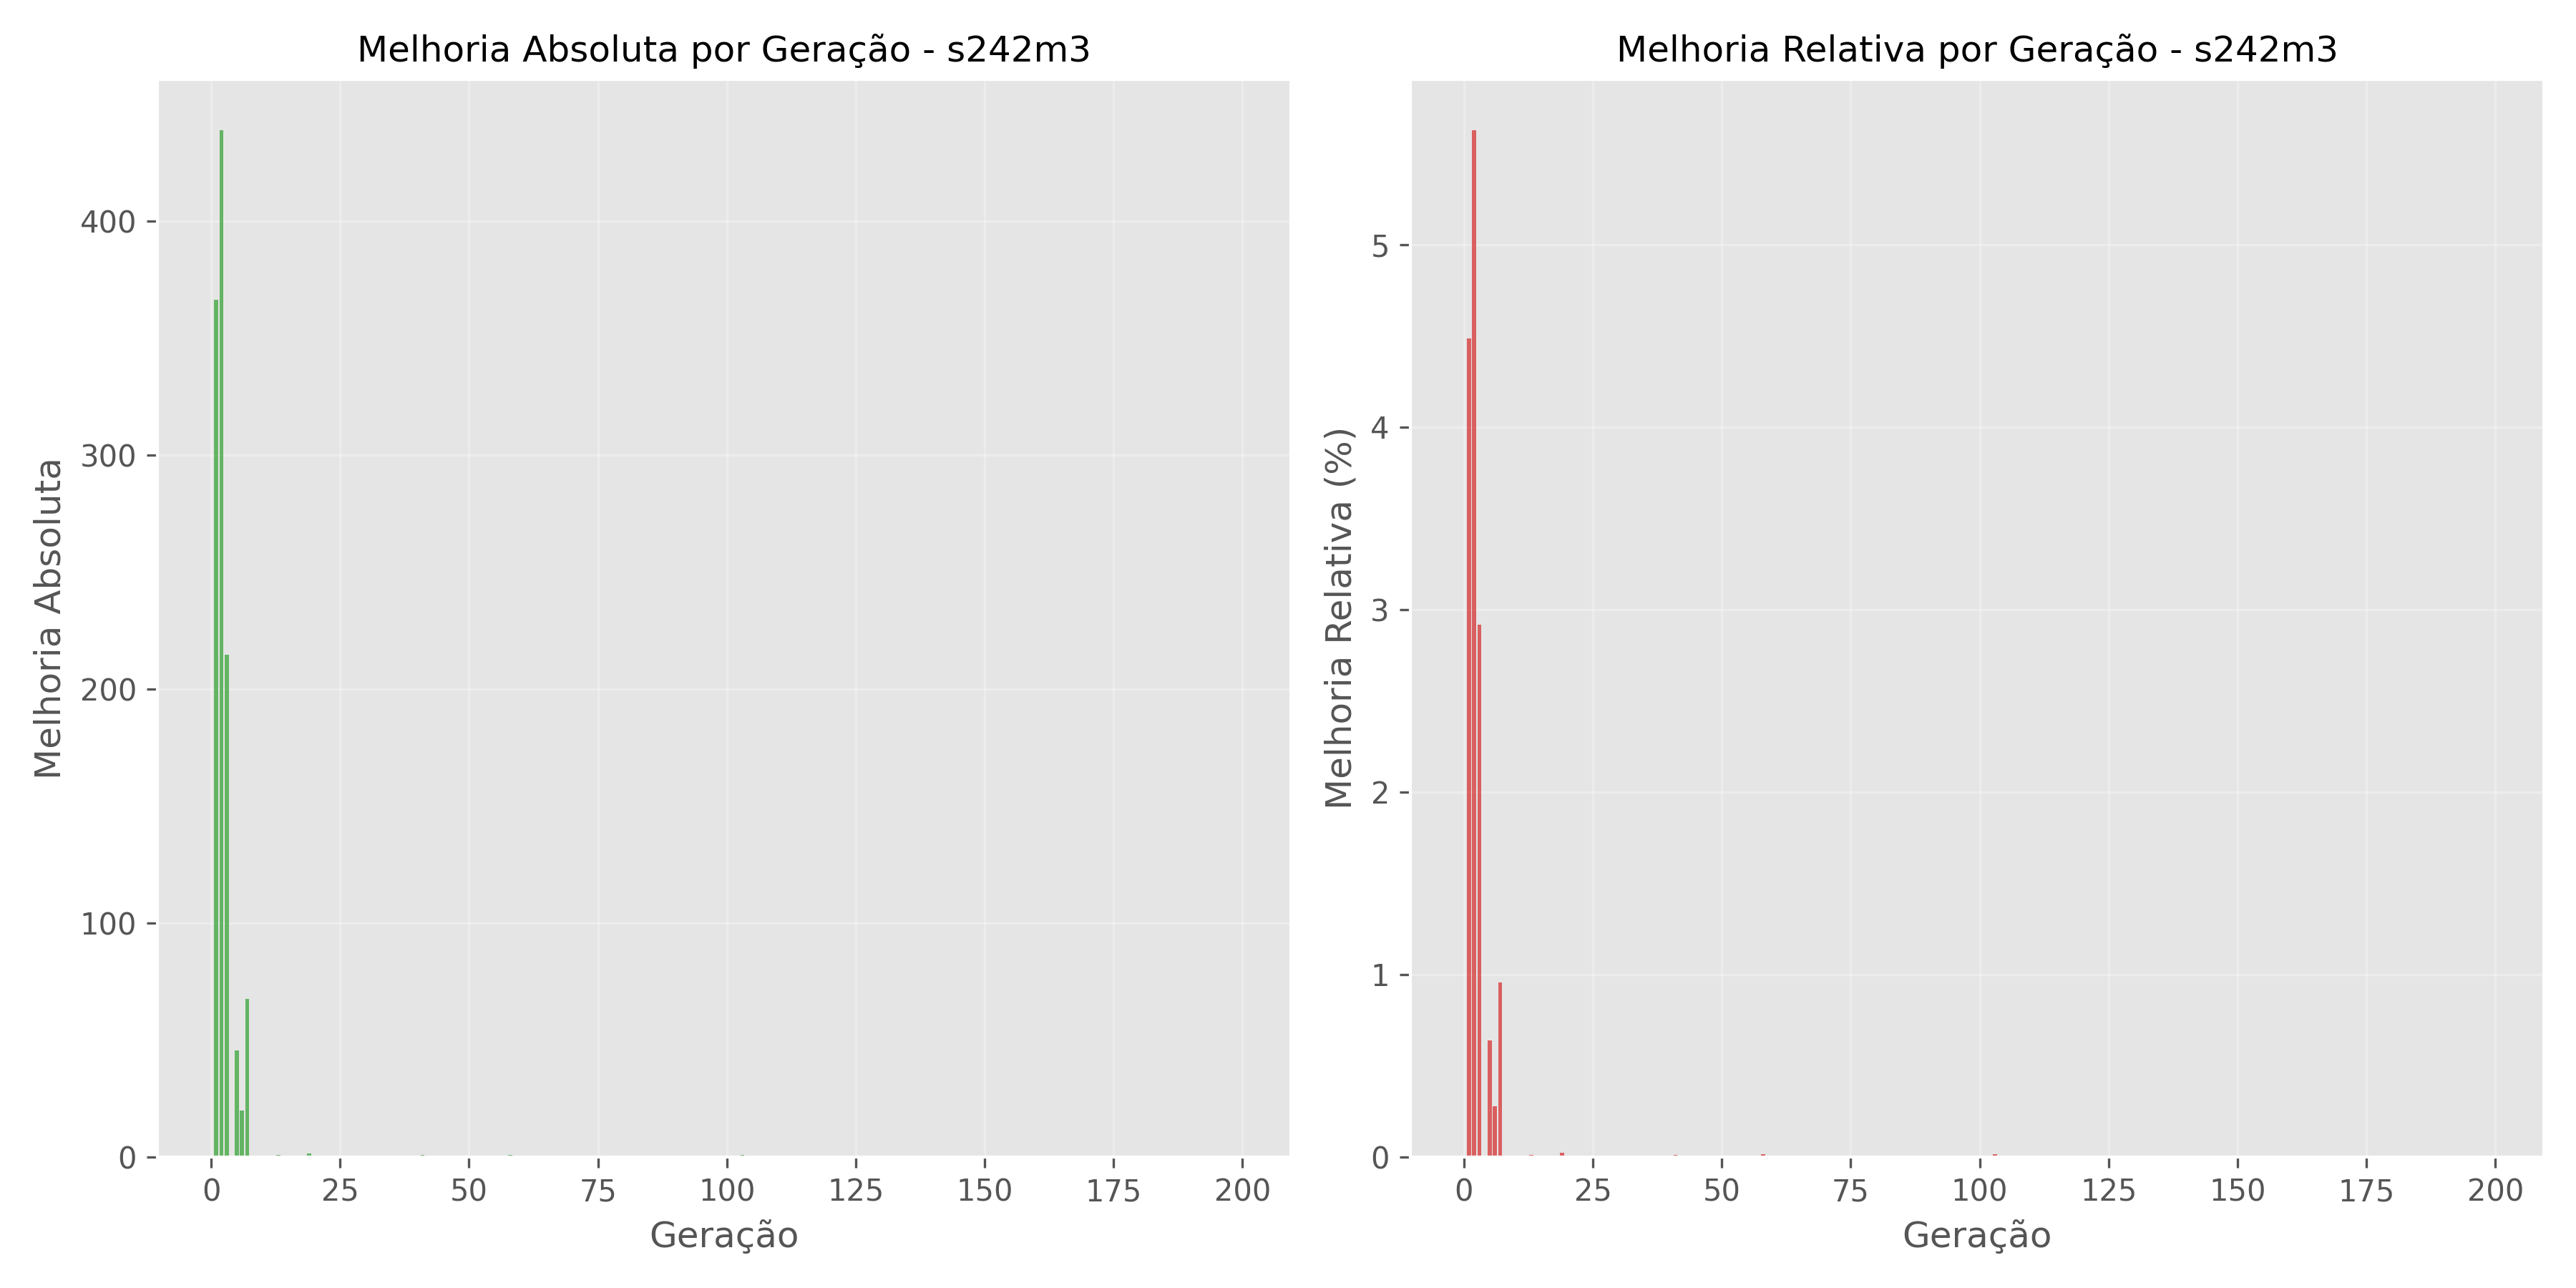 Melhoria Absoluta por Geração - s242m3
Melhoria Absoluta
400
300
200
100
0
0 25 50 75 100 125 150 175 200
Geração
Melhoria Relativa por Geração - s242m3
Melhoria Relativa (%)
5
4
3
2
1
0
0 25 50 75 100 125 150 175 200
Geração